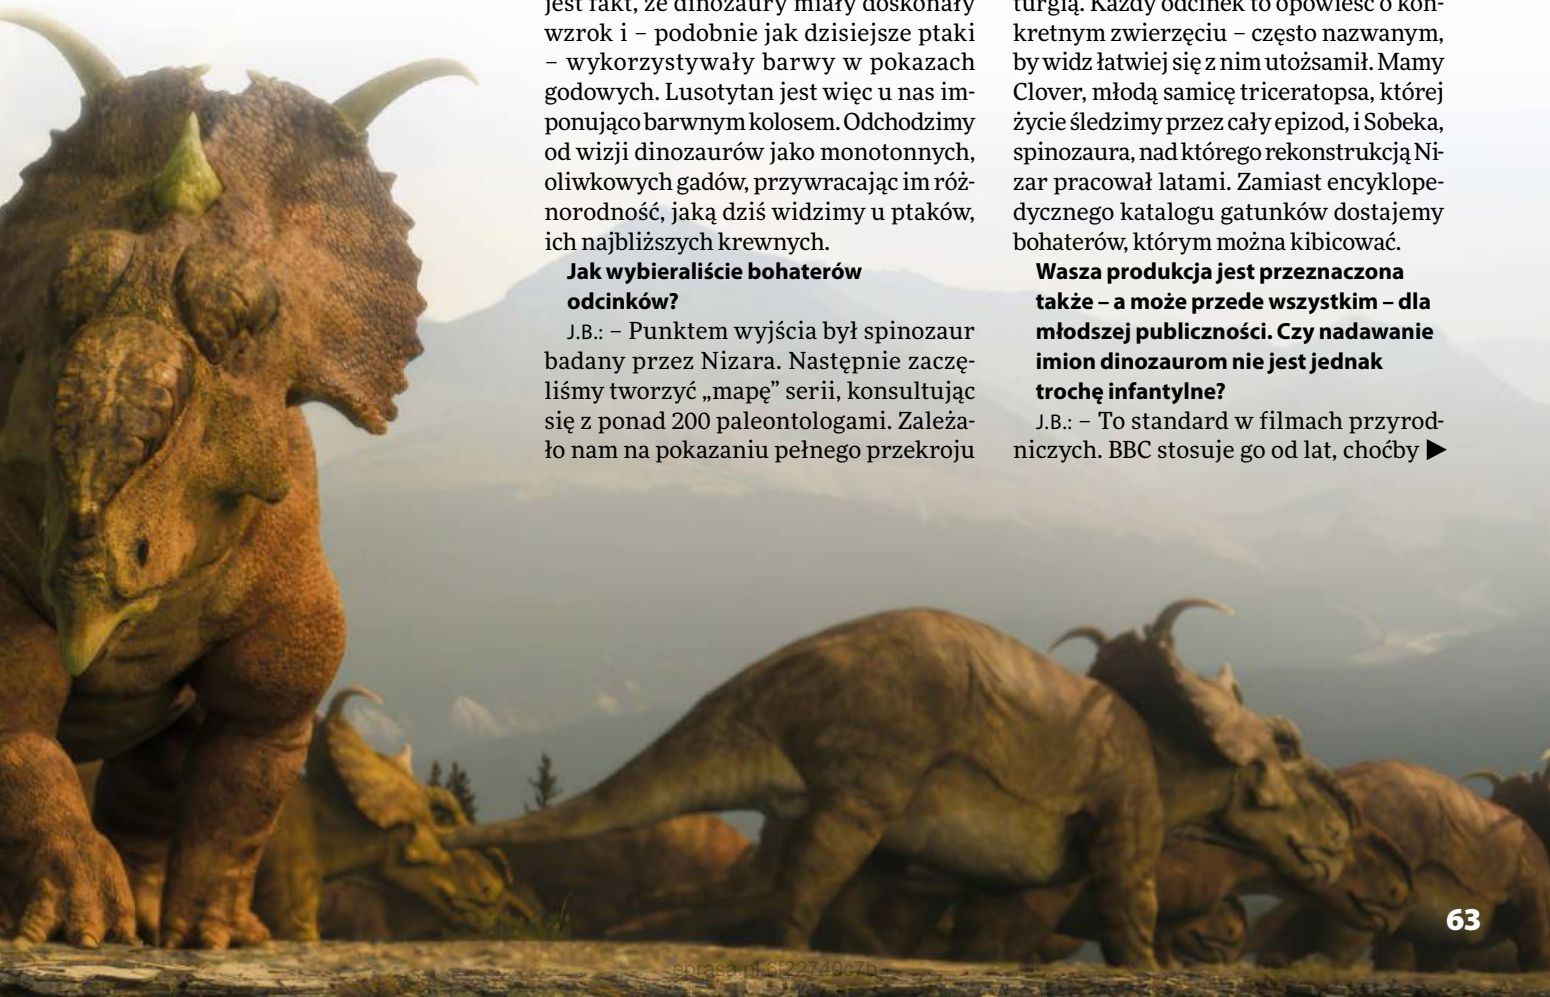 jest fakt, że dinozaury miały doskonały
wzrok i – podobnie jak dzisiejsze ptaki
– wykorzystywały barwy w pokazach
godowych. Lusotytan jest więc u nas im-
ponująco barwnym kolosem. Odchodzimy
od wizji dinozaurów jako monotonnych,
oliwkowych gadów, przywracając im róż-
norodność, jaką dziś widzimy u ptaków,
ich najbliższych krewnych.
Jak wybieraliście bohaterów
odcinków?
J.B.: – Punktem wyjścia był spinozaur
badany przez Nizara. Następnie zaczę-
liśmy tworzyć „mapę” serii, konsultując
się z ponad 200 paleontologami. Zależa-
ło nam na pokazaniu pełnego przekroju
turgią. Każdy odcinek to opowieść o kon-
kretnym zwierzęciu – często nazwanym,
by widz łatwiej się z nim utożsamił. Mamy
Clover, młodą samicę triceratopsa, której
życie śledzimy przez cały epizod, i Sobeka,
spinozaura, nad którego rekonstrukcją Ni-
zar pracował latami. Zamiast encyklope-
dycznego katalogu gatunków dostajemy
bohaterów, którym można kibicować.
Wasza produkcja jest przeznaczona
także – a może przede wszystkim – dla
młodszej publiczności. Czy nadawanie
imion dinozaurom nie jest jednak
trochę infantylne?
J.B.: – To standard w filmach przyrod-
niczych. BBC stosuje go od lat, choćby ▶
63
eprasa.pl 6f22740c7b